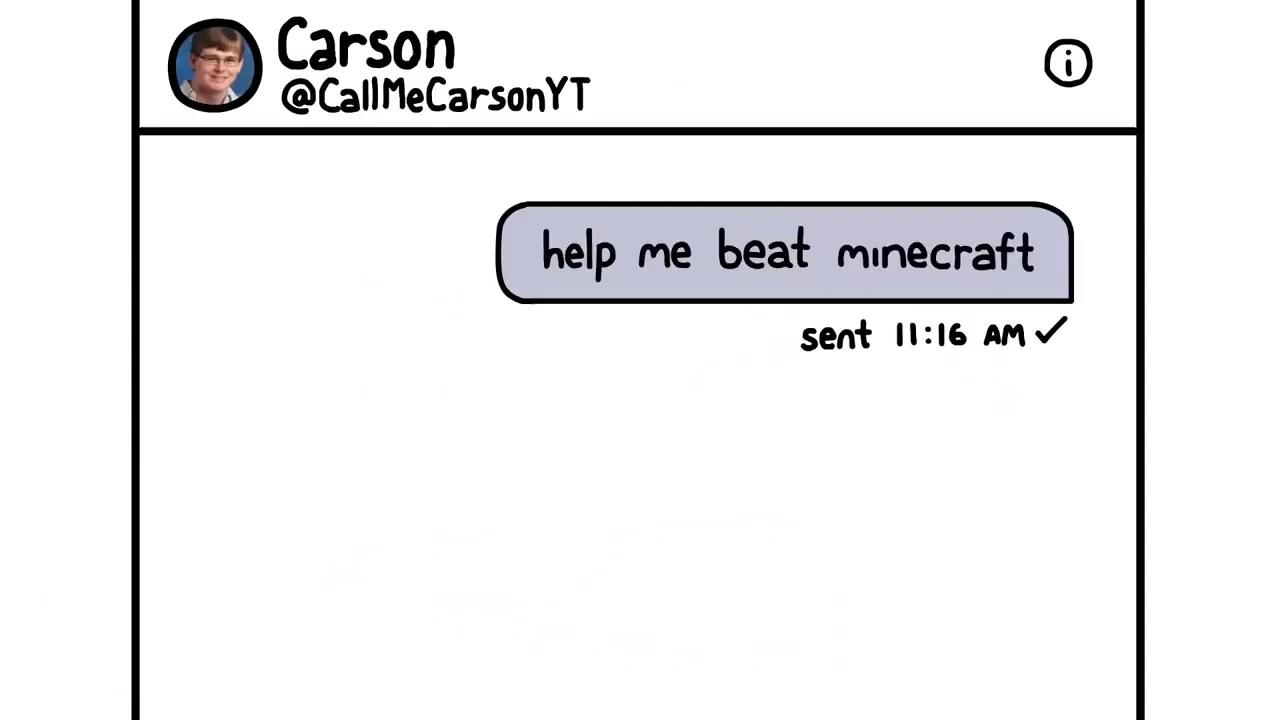 Carson
@CallMeCarsonYT
i
help me beat minecraft
sent 11:16 AM ✓